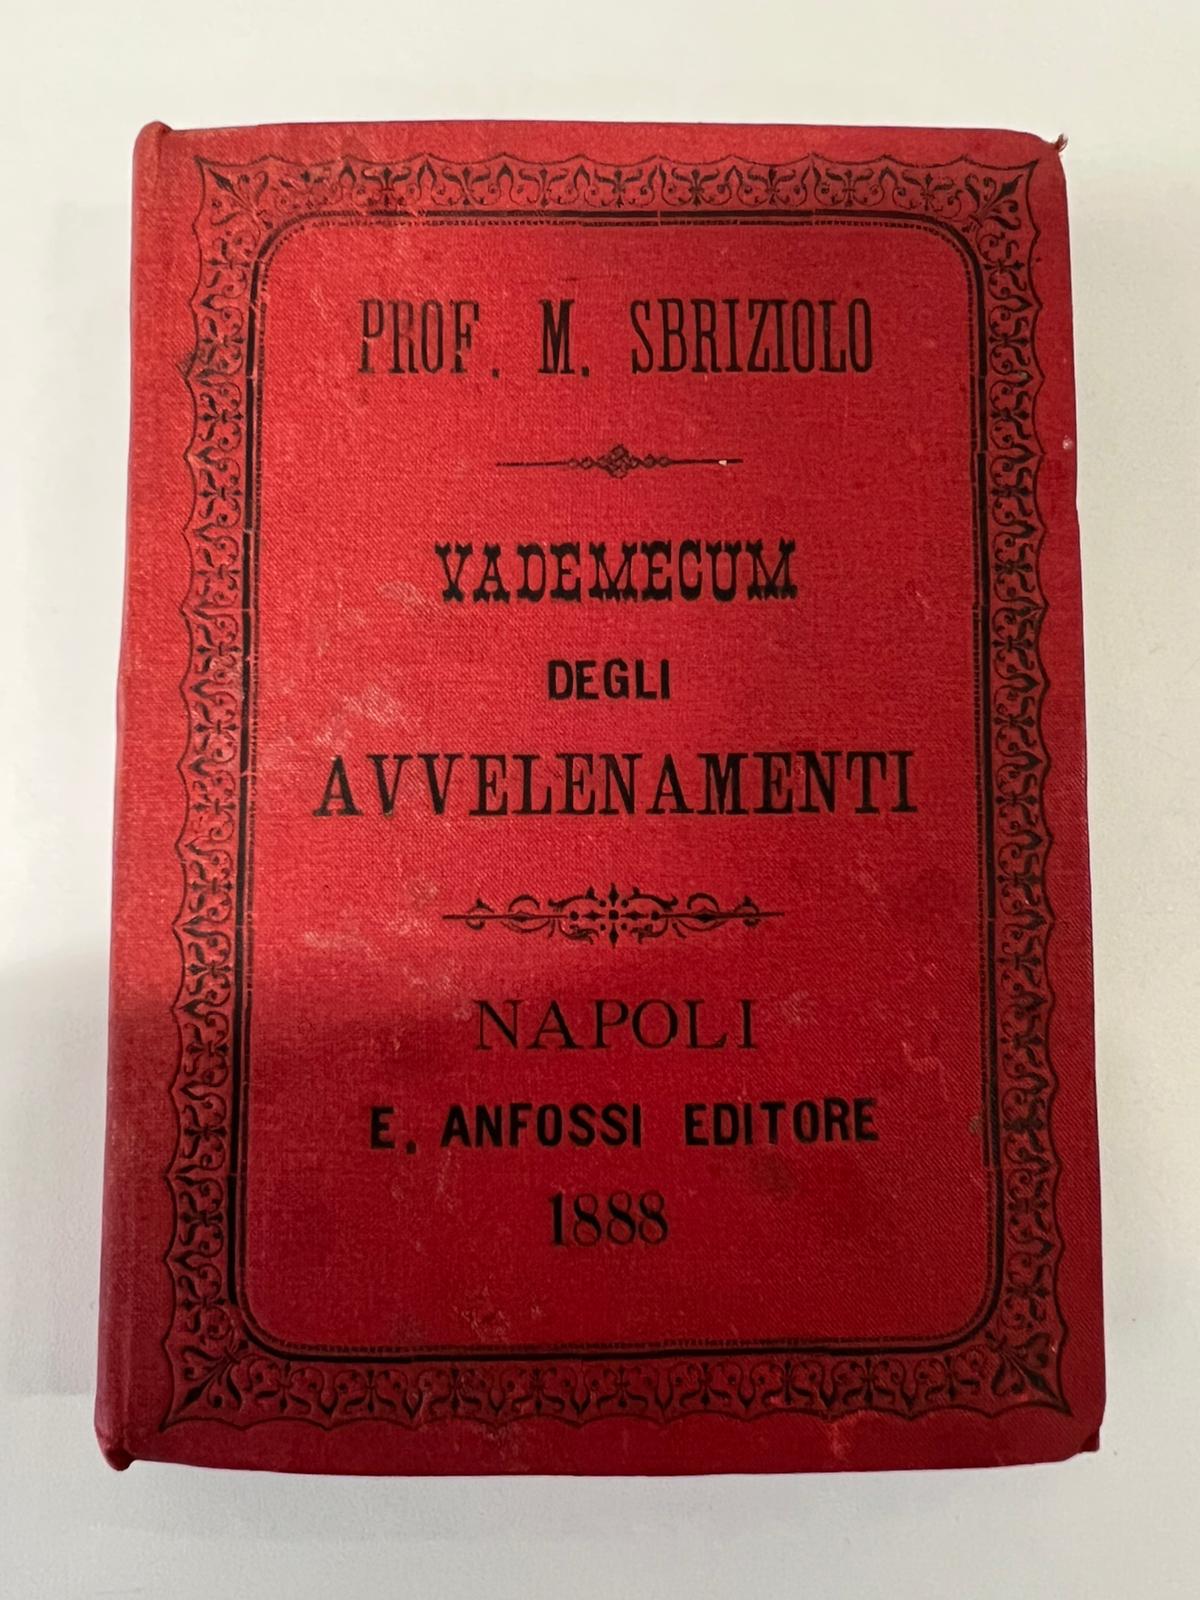 PROF. M. SBRIZIOLO
VADEMECUM
DEGLI
AVVELENAMENTI
NAPOLI
E. ANFOSSI EDITORE
1888